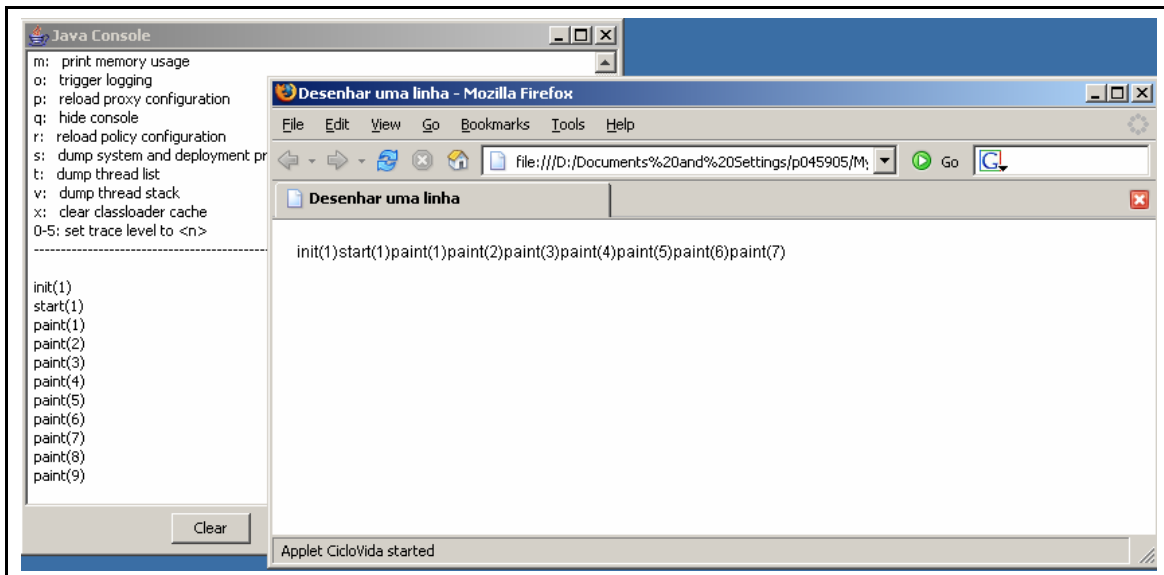 Java Console
m: print memory usage
o: trigger logging
p: reload proxy configuration
q: hide console
r: reload policy configuration
s: dump system and deployment pr
t: dump thread list
v: dump thread stack
x: clear classloader cache
0-5: set trace level to <n>
----------------------------------------------------
init(1)
start(1)
paint(1)
paint(2)
paint(3)
paint(4)
paint(5)
paint(6)
paint(7)
paint(8)
paint(9)
Clear
Desenhar uma linha - Mozilla Firefox
File Edit View Go Bookmarks Tools Help
file:///D:/Documents%20and%20Settings/p045905/My Go G
Desenhar uma linha
init(1)start(1)paint(1)paint(2)paint(3)paint(4)paint(5)paint(6)paint(7)
Applet CicloVida started